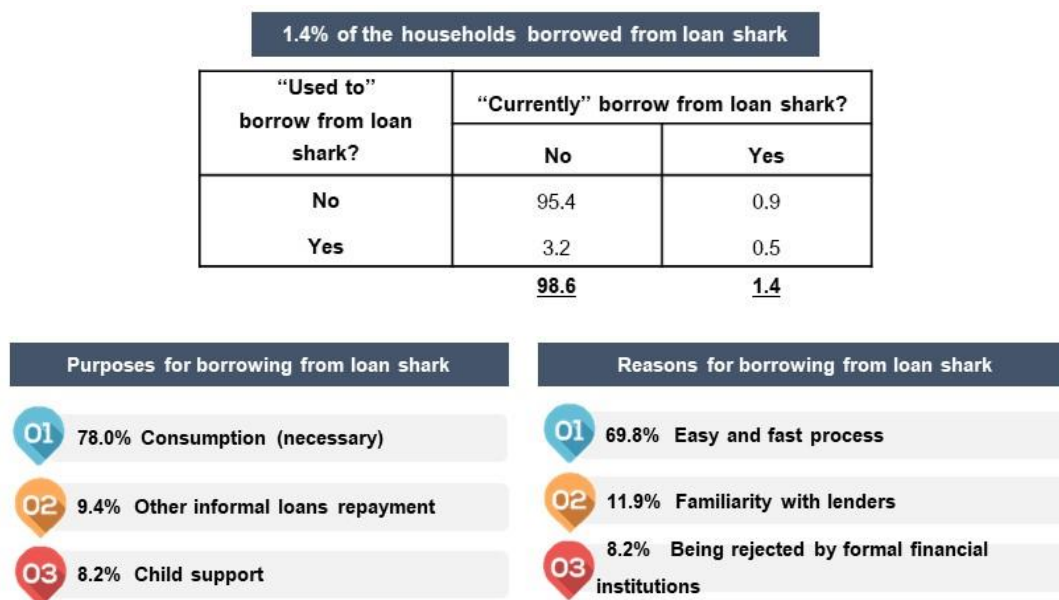 1.4% of the households borrowed from loan shark
“Used to”
borrow from loan
shark?
“Currently” borrow from loan shark?
No
Yes
No
95.4
0.9
Yes
3.2
0.5
98.6
1.4
Purposes for borrowing from loan shark
01
78.0% Consumption (necessary)
02
9.4% Other informal loans repayment
03
8.2% Child support
Reasons for borrowing from loan shark
01
69.8% Easy and fast process
02
11.9% Familiarity with lenders
03
8.2% Being rejected by formal financial
institutions